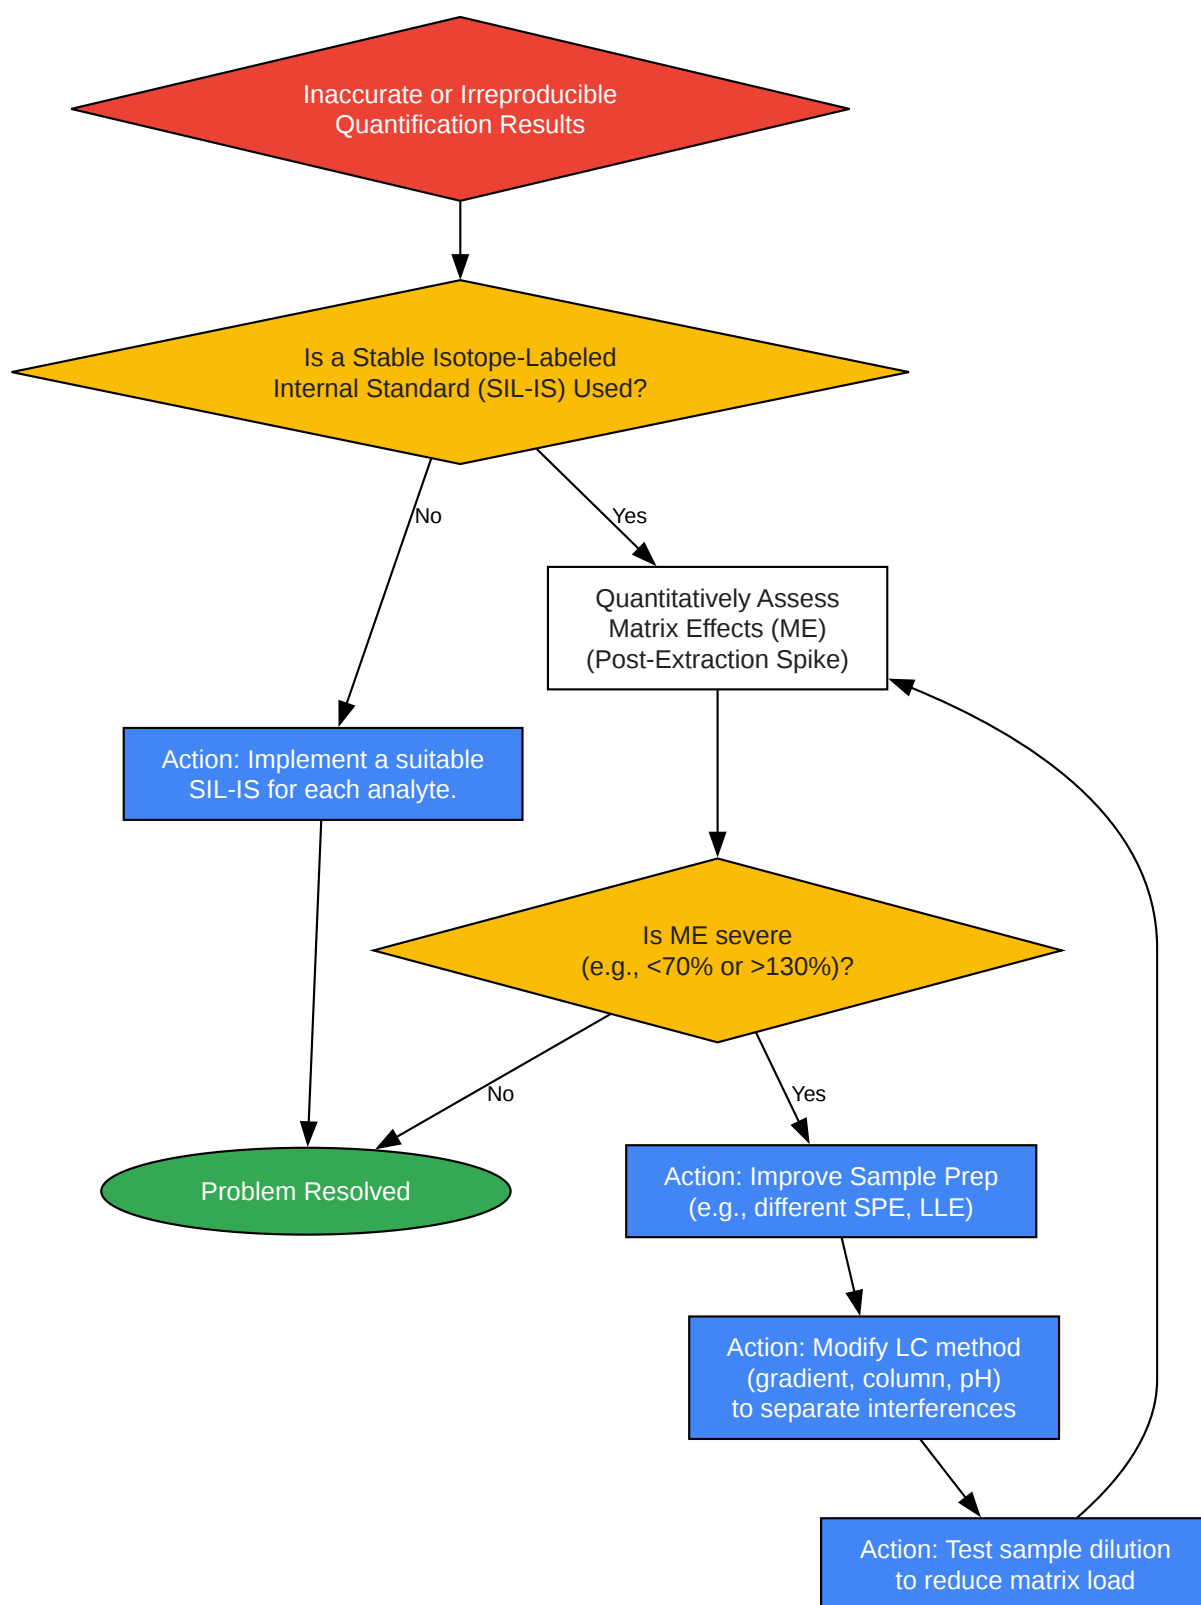 Inaccurate or Irreproducible
Quantification Results
Is a Stable Isotope-Labeled
Internal Standard (SIL-IS) Used?
No
Yes
Quantitatively Assess
Matrix Effects (ME)
(Post-Extraction Spike)
Action: Implement a suitable
SIL-IS for each analyte.
Is ME severe
(e.g., <70% or >130%)?
No
Yes
Problem Resolved
Action: Improve Sample Prep
(e.g., different SPE, LLE)
Action: Modify LC method
(gradient, column, pH)
to separate interferences
Action: Test sample dilution
to reduce matrix load